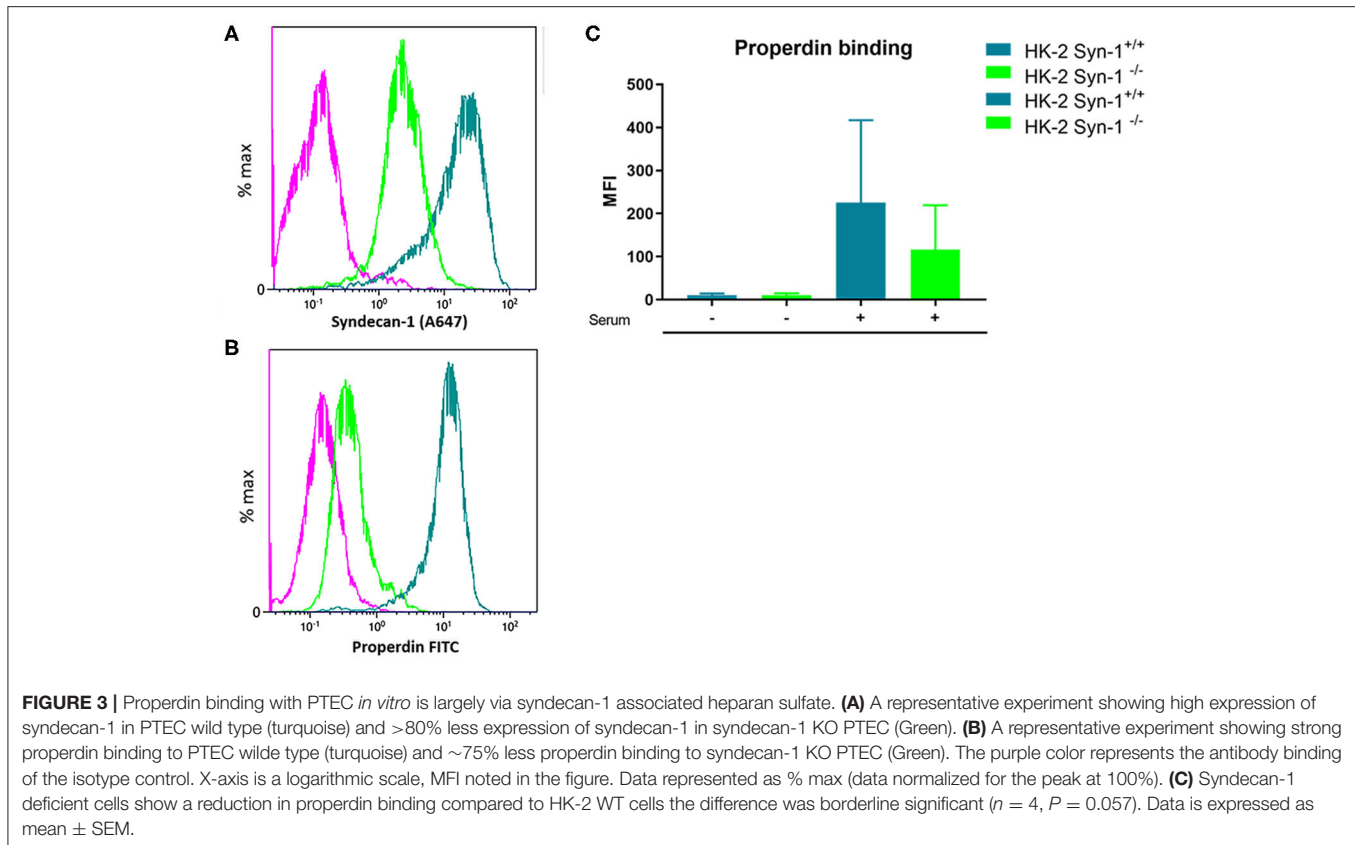 A
% max
0
10-1
100
101
102
Syndecan-1 (A647)
B
% max
0
10-1
100
101
102
Properdin FITC
C
Properdin binding
HK-2 Syn-1+/+
HK-2 Syn-1 -/-
HK-2 Syn-1+/+
HK-2 Syn-1 -/-
MFI
500
400
300
200
100
0
Serum - - + +
FIGURE 3 | Properdin binding with PTEC in vitro is largely via syndecan-1 associated heparan sulfate. (A) A representative experiment showing high expression of
syndecan-1 in PTEC wild type (turquoise) and >80% less expression of syndecan-1 in syndecan-1 KO PTEC (Green). (B) A representative experiment showing strong
properdin binding to PTEC wilde type (turquoise) and ~75% less properdin binding to syndecan-1 KO PTEC (Green). The purple color represents the antibody binding
of the isotype control. X-axis is a logarithmic scale, MFI noted in the figure. Data represented as % max (data normalized for the peak at 100%). (C) Syndecan-1
deficient cells show a reduction in properdin binding compared to HK-2 WT cells the difference was borderline significant (n = 4, P = 0.057). Data is expressed as
mean ± SEM.